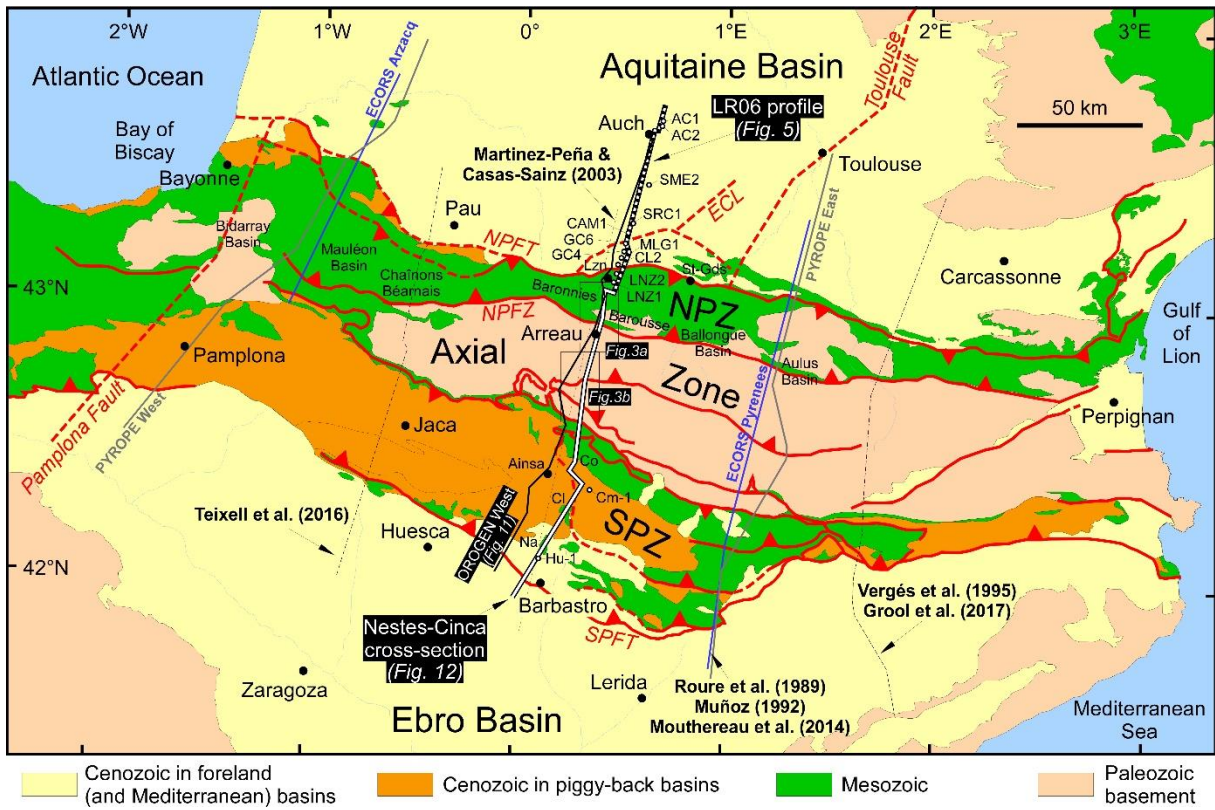 2°W
1°W
0°
1°E
2°E
3°E
Atlantic Ocean
ECORS Arzacq
Aquitaine Basin
Toulouse
Fault
LR06 profile
(Fig. 5)
50 km
Bay of
Biscay
Auch
AC1
AC2
Toulouse
Bayonne
Martinez-Peña &
Casas-Sainz (2003)
SME2
ECL
PYROPE East
Pau
SRC1
Bidarray
Basin
CAM1
GC6
GC4
MLG1
CL2
Carcassonne
NPFT
Mauléon
Basin
Lzn
St-Gds
43°N
Chaînons
Béarnais
Baronnies
LNZ2
LNZ1
NPZ
Gulf
of
Lion
NPFZ
Barousse
Arreau
Ballongue
Basin
Pamplona
Axial
Zone
Fig.3a
Aulus
Basin
Fig.3b
Perpignan
Pamplona Fault
PYROPE West
Jaca
ECORS Pyrenees
Ainsa
Co
Cl
Cm-1
SPZ
Teixell et al. (2016)
Huesca
OROGEN West
(Fig. 11)
Na
Hu-1
42°N
Barbastro
Vergés et al. (1995)
Grool et al. (2017)
SPFT
Nestes-Cinca
cross-section
(Fig. 12)
Zaragoza
Lerida
Roure et al. (1989)
Muñoz (1992)
Mouthereau et al. (2014)
Ebro Basin
Mediterranean
Sea
Cenozoic in foreland
(and Mediterranean) basins
Cenozoic in piggy-back basins
Mesozoic
Paleozoic
basement